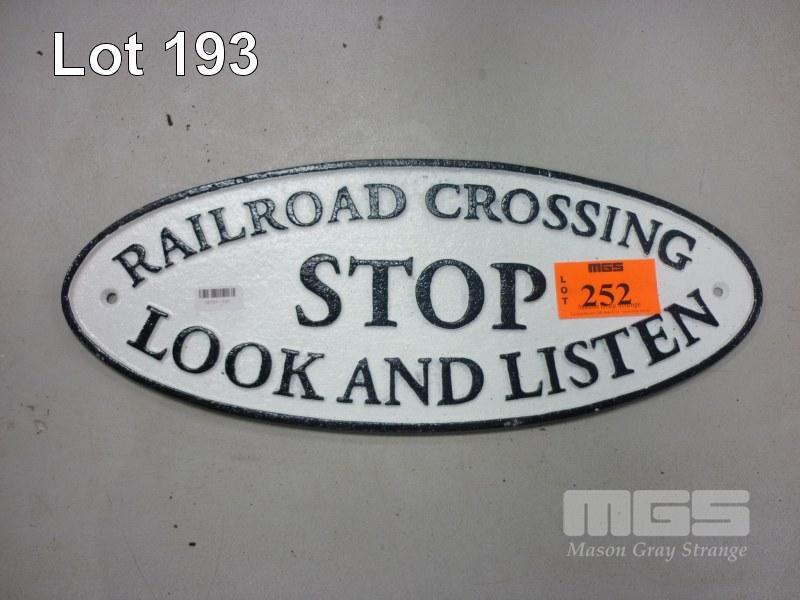 Lot 193
RAILROAD CROSSING
STOP
LOOK AND LISTEN
MGS
LOT
252
MGS
Mason Gray Strange